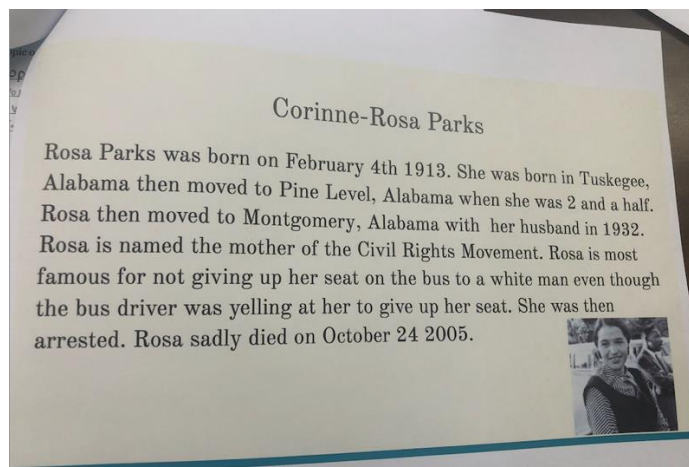 Corinne-Rosa Parks
Rosa Parks was born on February 4th 1913. She was born in Tuskegee,
Alabama then moved to Pine Level, Alabama when she was 2 and a half.
Rosa then moved to Montgomery, Alabama with her husband in 1932.
Rosa is named the mother of the Civil Rights Movement. Rosa is most
famous for not giving up her seat on the bus to a white man even though
the bus driver was yelling at her to give up her seat. She was then
arrested. Rosa sadly died on October 24 2005.